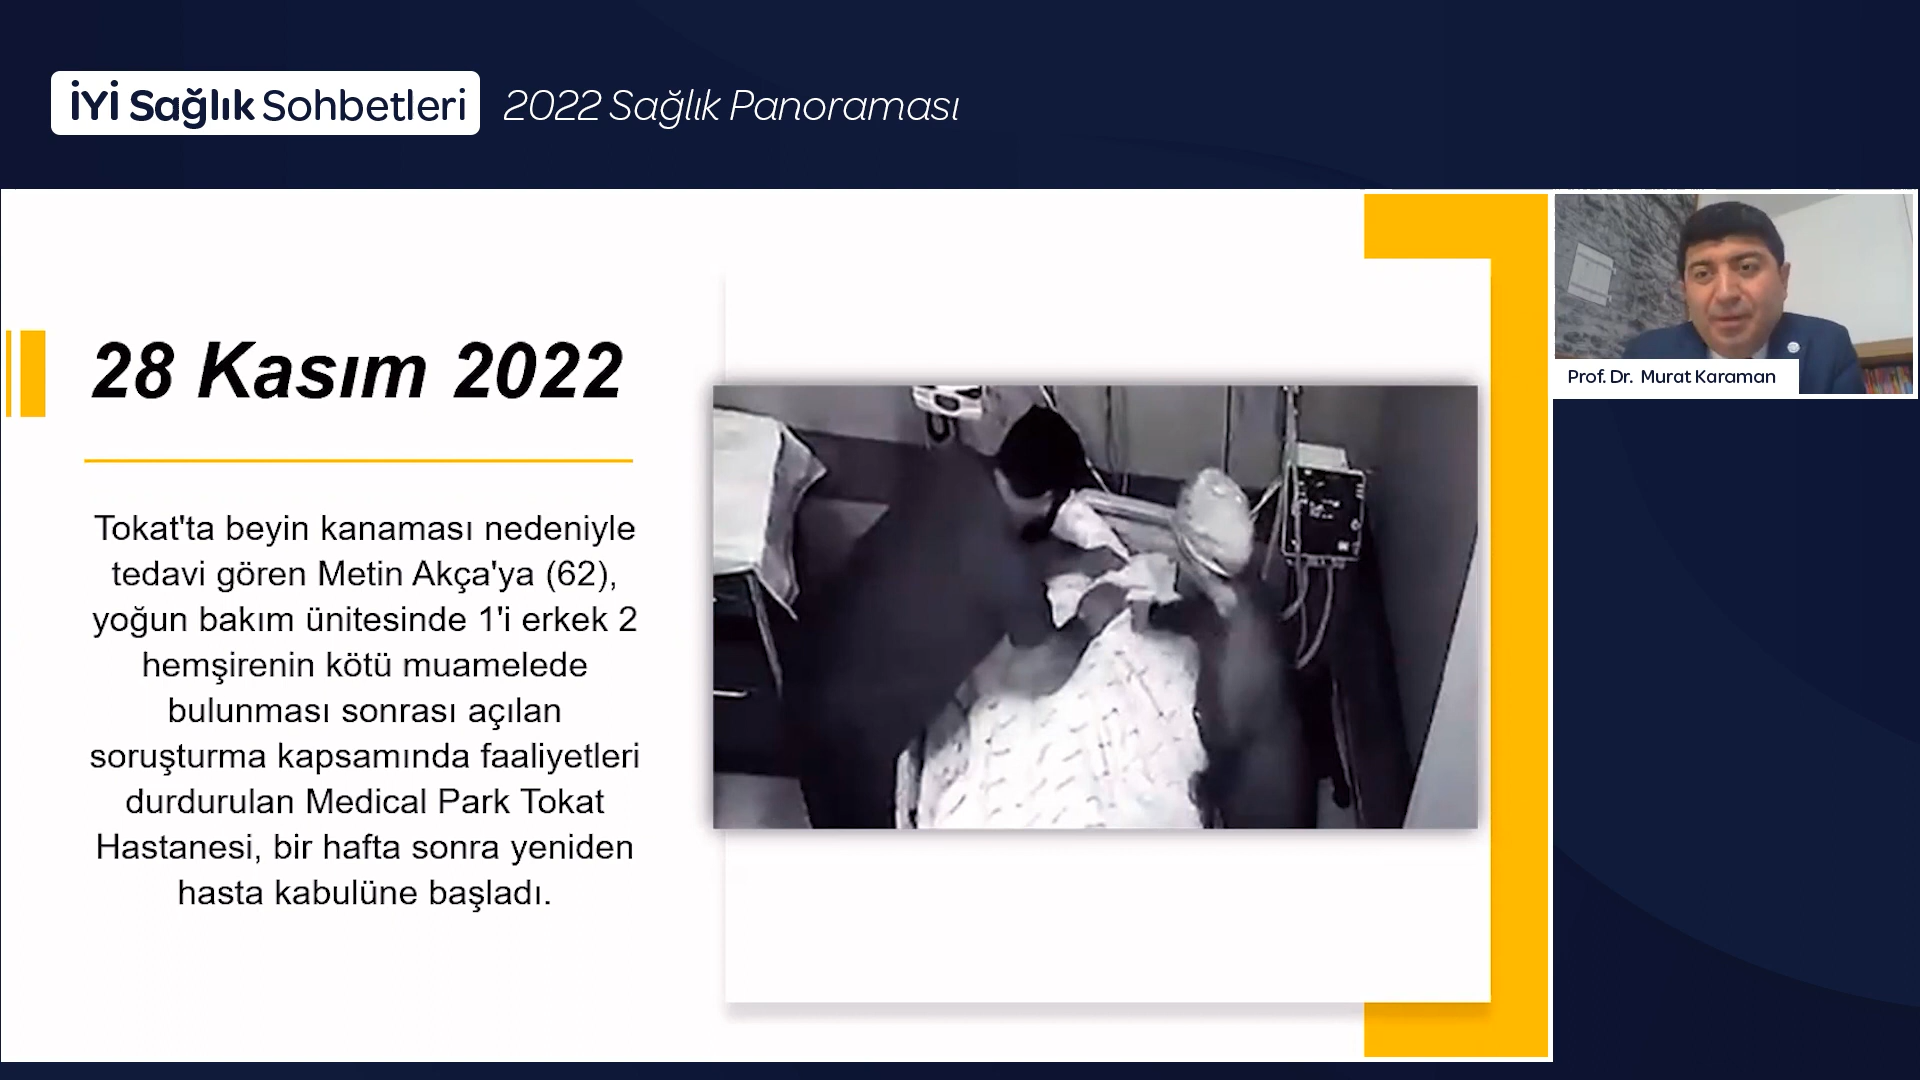 İYİ Sağlık Sohbetleri 2022 Sağlık Panoraması
28 Kasım 2022
Tokat'ta beyin kanaması nedeniyle
tedavi gören Metin Akça'ya (62),
yoğun bakım ünitesinde 1'i erkek 2
hemşirenin kötü muamelede
bulunması sonrası açılan
soruşturma kapsamında faaliyetleri
durdurulan Medical Park Tokat
Hastanesi, bir hafta sonra yeniden
hasta kabulüne başladı.
Prof. Dr. Murat Karaman